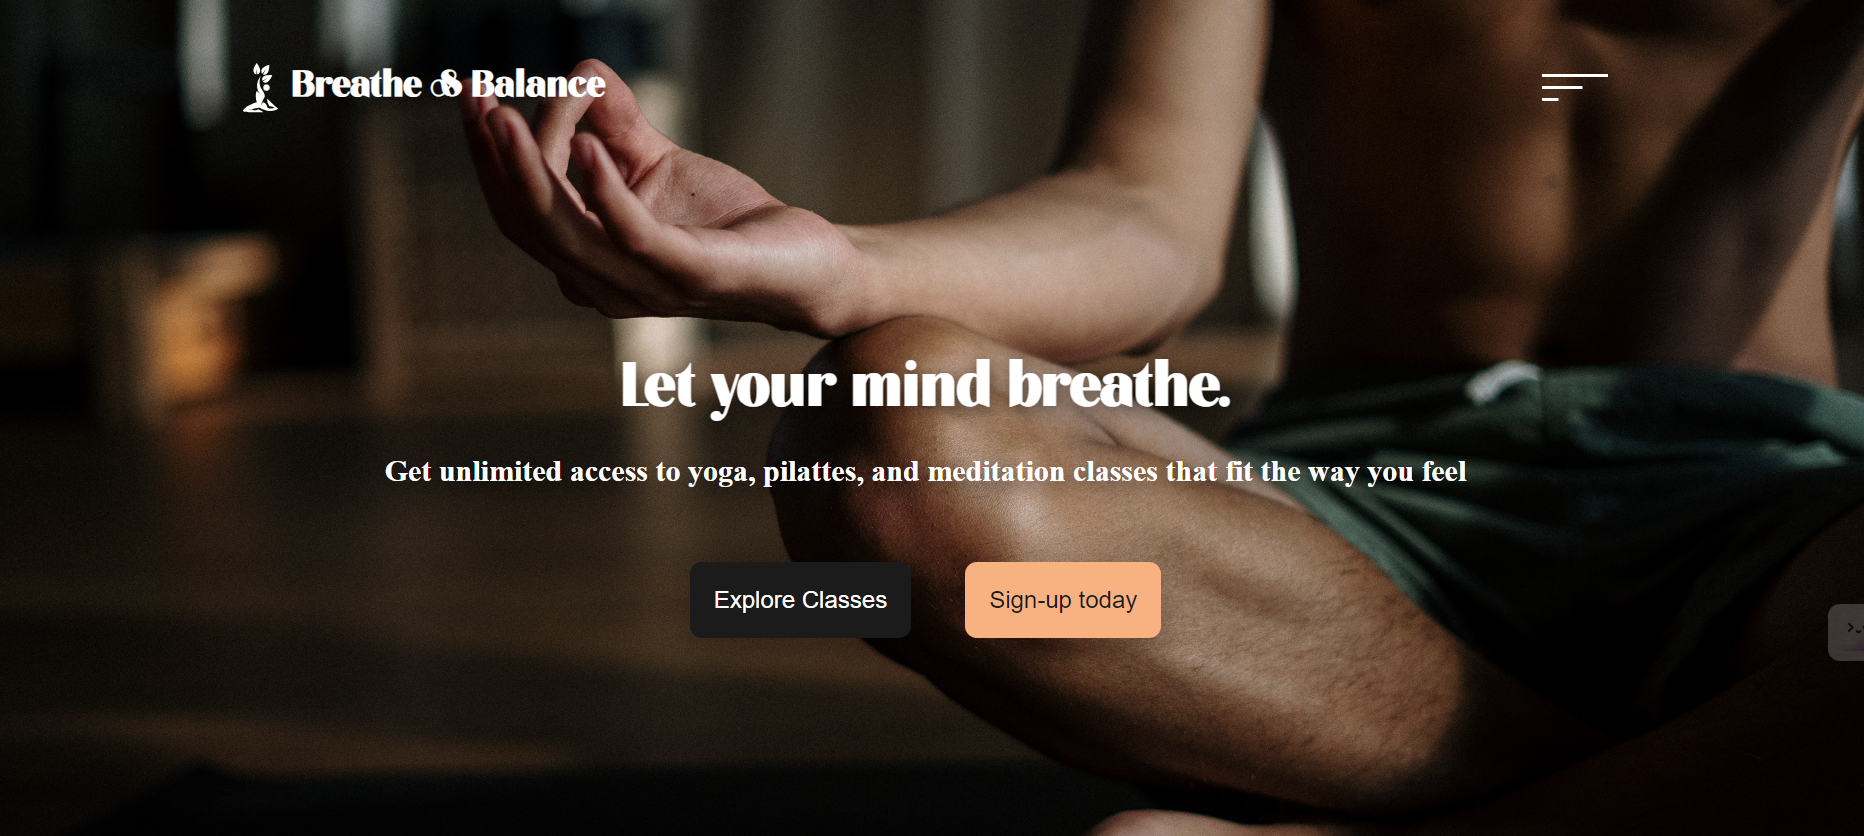 Breathe & Balance
Let your mind breathe.
Get unlimited access to yoga, pilattes, and meditation classes that fit the way you feel
Explore Classes
Sign-up today